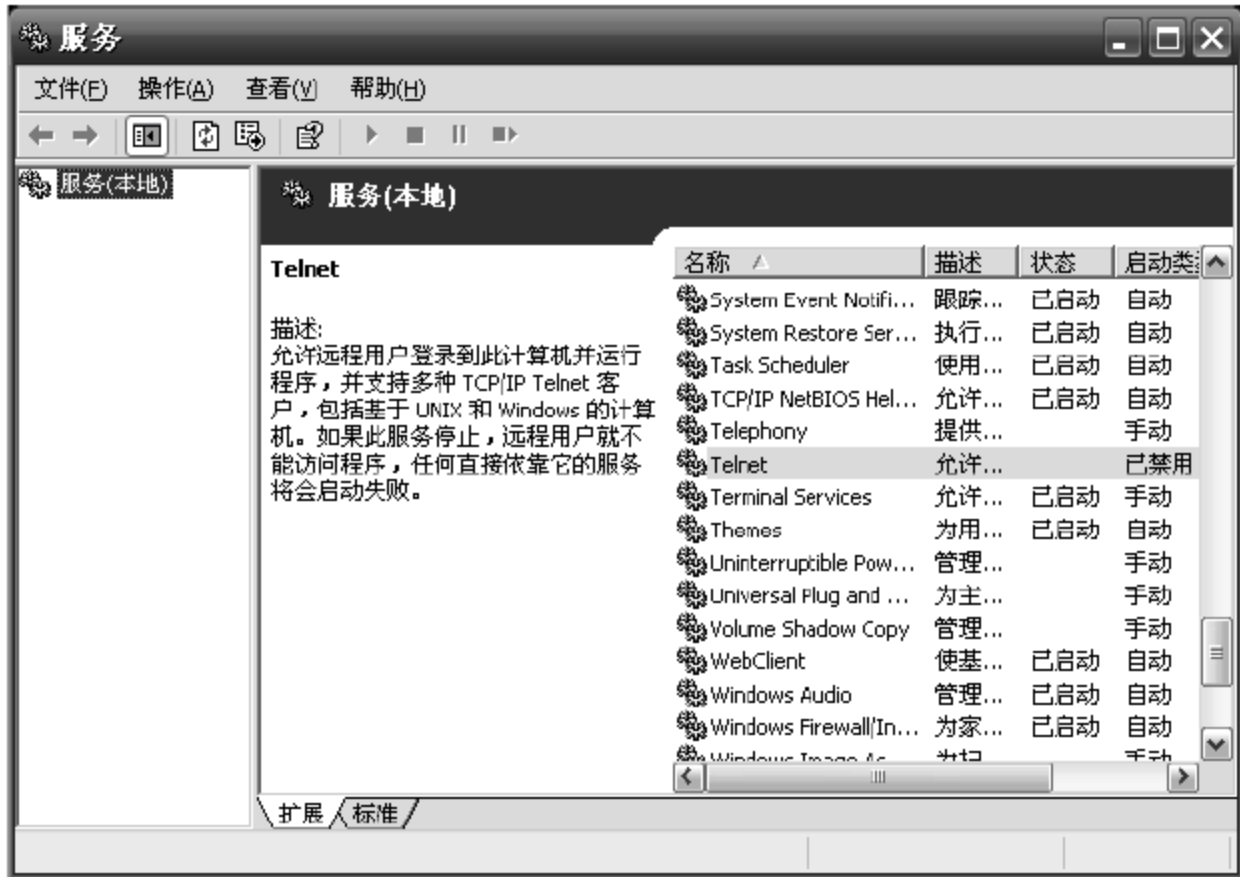 服务
文件(F) 操作(A) 查看(V) 帮助(H)
服务(本地)
服务(本地)
Telnet
描述:
允许远程用户登录到此计算机并运行
程序，并支持多种 TCP/IP Telnet 客
户，包括基于 UNIX 和 Windows 的计算
机。如果此服务停止，远程用户就不
能访问程序，任何直接依靠它的服务
将会启动失败。
名称 描述 状态 启动类
System Event Notifi... 跟踪... 已启动 自动
System Restore Ser... 执行... 已启动 自动
Task Scheduler 使用... 已启动 自动
TCP/IP NetBIOS Hel... 允许... 已启动 自动
Telephony 提供... 手动
Telnet 允许... 已禁用
Terminal Services 允许... 已启动 手动
Themes 为用... 已启动 自动
Uninterruptible Pow... 管理... 手动
Universal Plug and ... 为主... 手动
Volume Shadow Copy 管理... 手动
WebClient 使基... 已启动 自动
Windows Audio 管理... 已启动 自动
Windows Firewall/In... 为家... 已启动 自动
Windows Image Ac... 为扫... 手动
扩展 标准